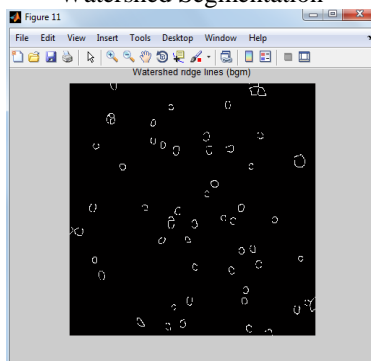 Watershed Segmentation
Figure 11
File Edit View Insert Tools Desktop Window Help
Watershed ridge lines (bgm)